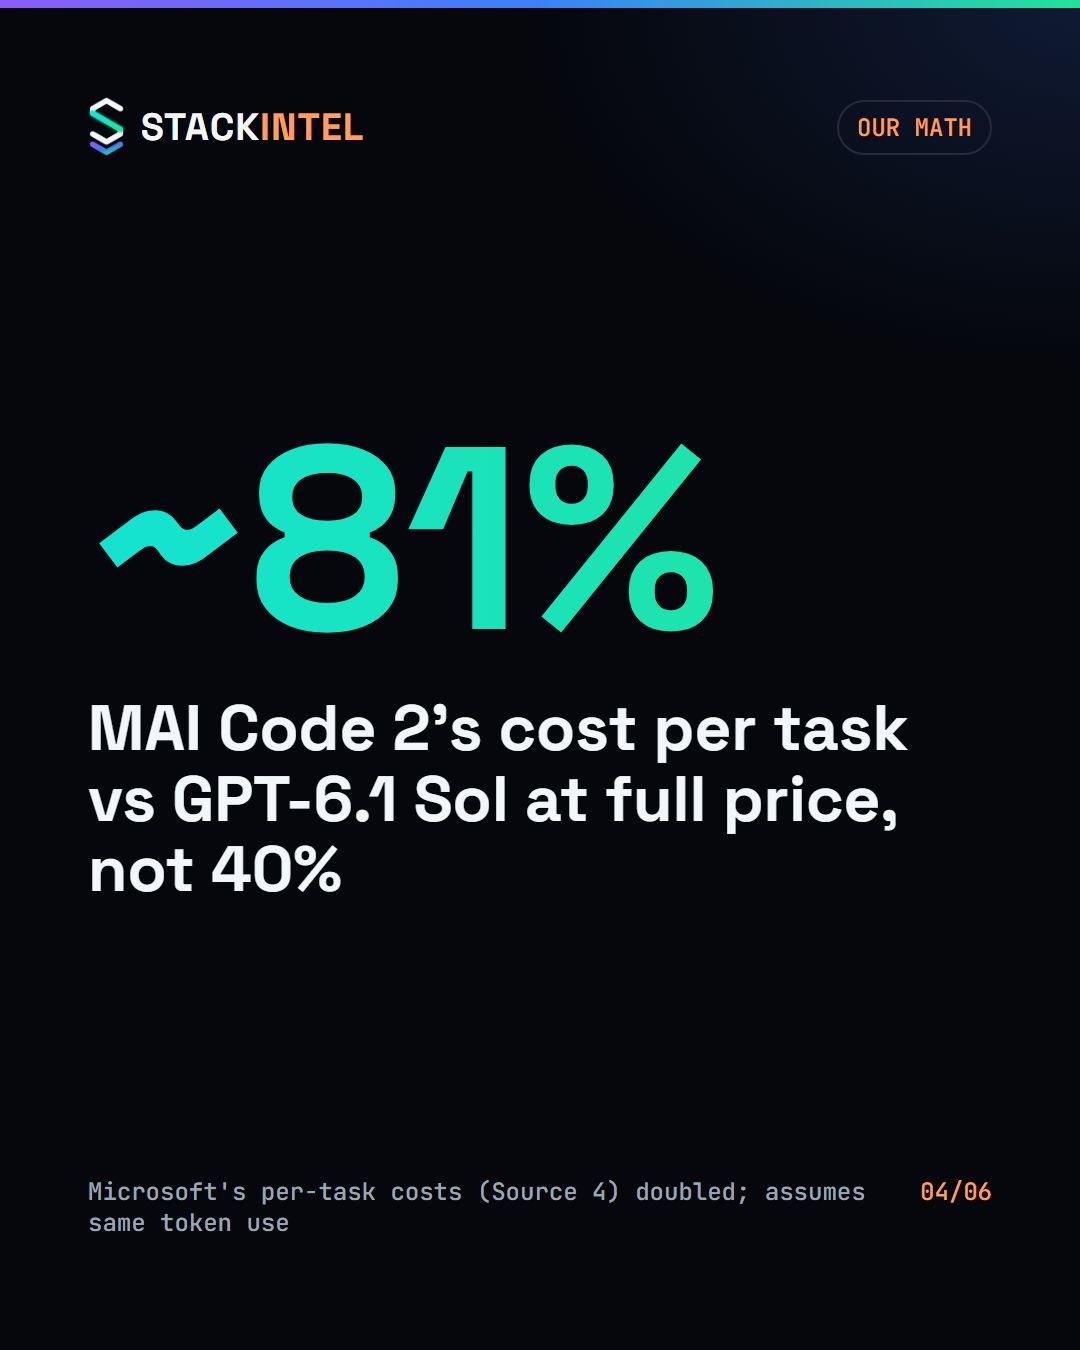 STACKINTEL
OUR MATH
~81%
MAI Code 2’s cost per task
vs GPT-6.1 Sol at full price,
not 40%
Microsoft's per-task costs (Source 4) doubled; assumes
same token use
04/06